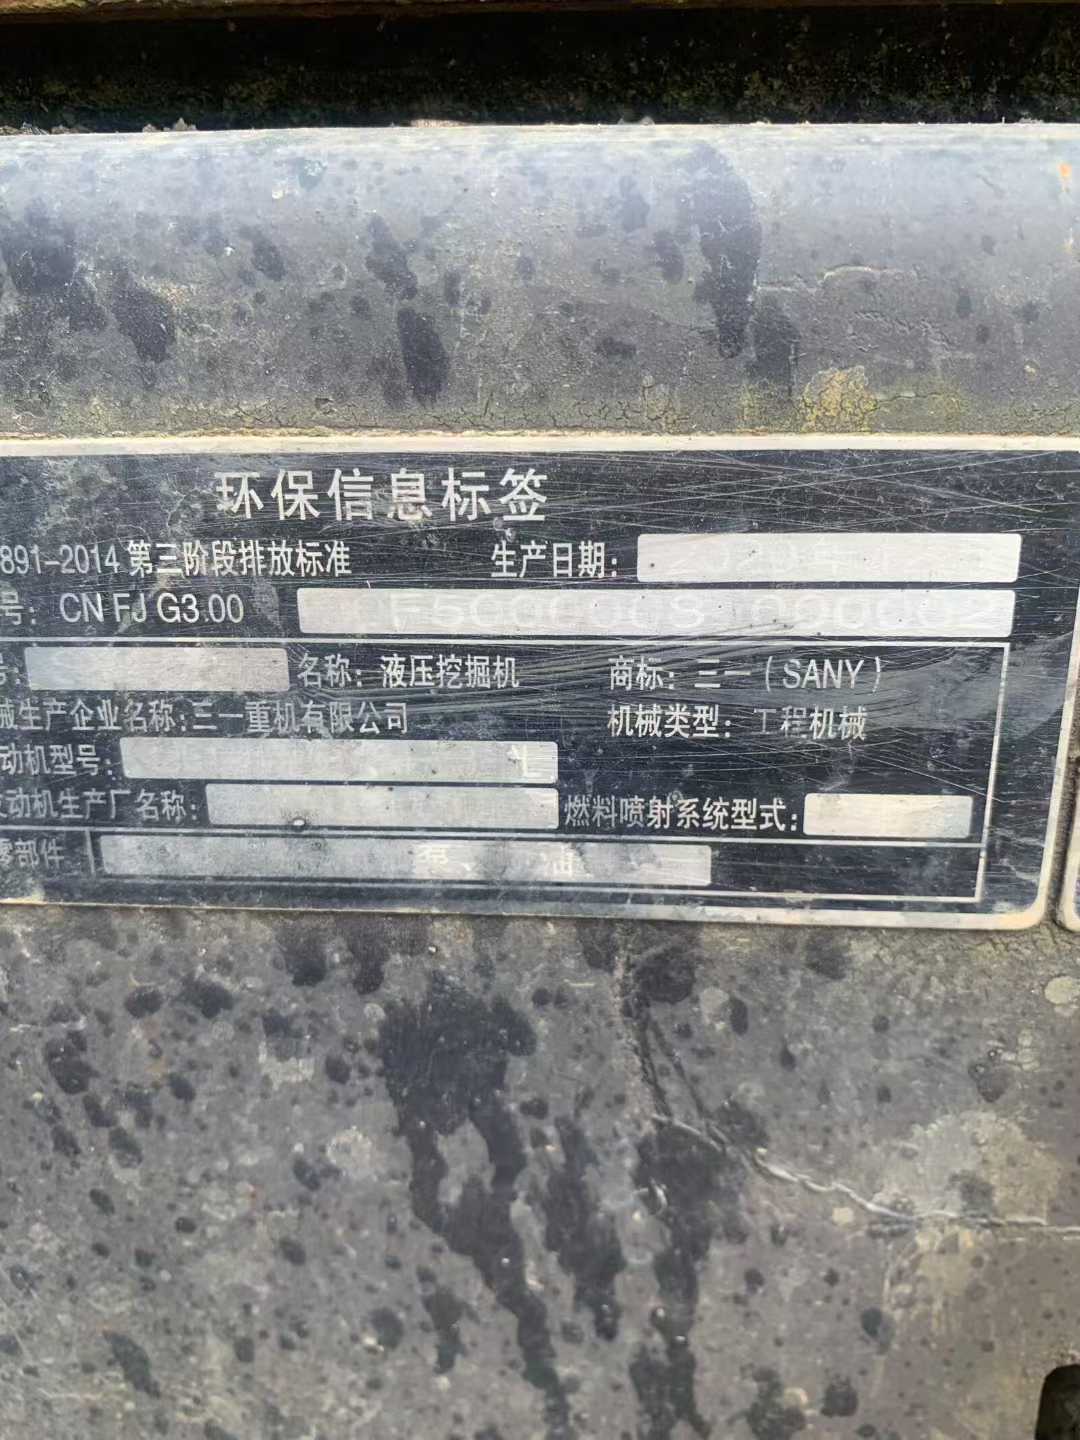 环保信息标签
891-2014 第三阶段排放标准 生产日期:
号: CN FJ G3.00
号: 名称: 液压挖掘机 商标: 三一(SANY)
械生产企业名称:三一重机有限公司 机械类型: 工程机械
动机型号: L
发动机生产厂名称: 燃料喷射系统型式:
零部件 泵、 油